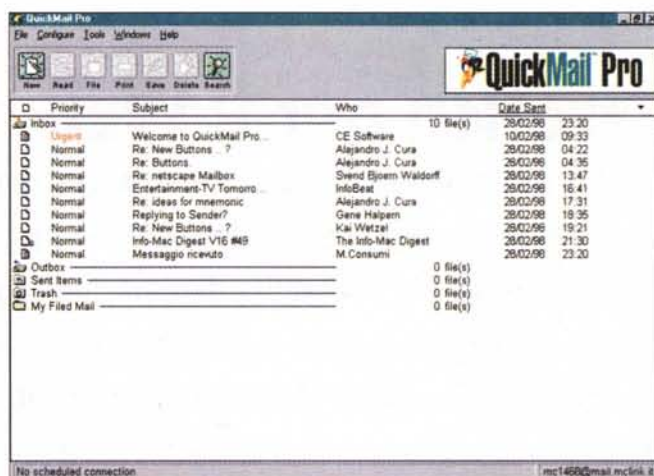 QuickMail Pro
File Configure Tools Windows Help
New Read File Print Save Delete Search
QuickMail Pro
Priority Subject Who Date Sent
Inbox 10 file(s) 28/02/98 23:20
Urgent Welcome to QuickMail Pro... CE Software 10/02/98 09:33
Normal Re: New Buttons .. ? Alejandro J. Cura 28/02/98 04:22
Normal Re: Buttons. Alejandro J. Cura 28/02/98 04:35
Normal Re: netscape Mailbox Svend Bjoern Waldorff 28/02/98 13:47
Normal Entertainment-TV Tomorro... InfoBeat 28/02/98 16:41
Normal Re: ideas for mnemonic Alejandro J. Cura 28/02/98 17:31
Normal Replying to Sender? Gene Halpern 28/02/98 18:35
Normal Re: New Buttons .. ? Kai Wetzel 28/02/98 19:21
Normal Info-Mac Digest V16 #49 The Info-Mac Digest 28/02/98 21:30
Normal Messaggio ricevuto M.Consumi 28/02/98 23:20
Outbox 0 file(s)
Sent Items 0 file(s)
Trash 0 file(s)
My Filed Mail 0 file(s)
No scheduled connection mc1468@mail.mclink.it